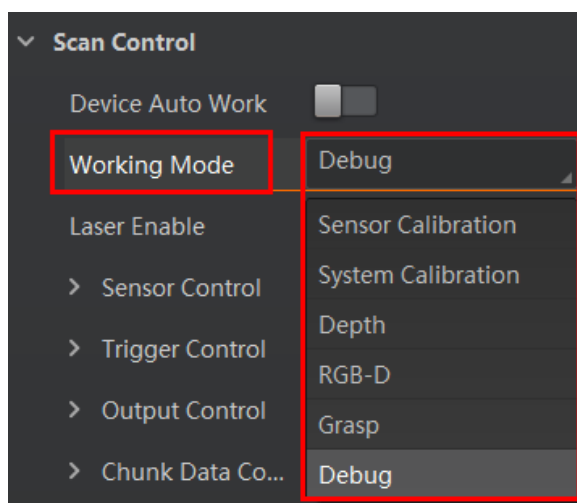 Scan Control
Device Auto Work
Working Mode Debug
Laser Enable Sensor Calibration
Sensor Control System Calibration
Depth
Trigger Control RGB-D
Output Control Grasp
Chunk Data Co... Debug